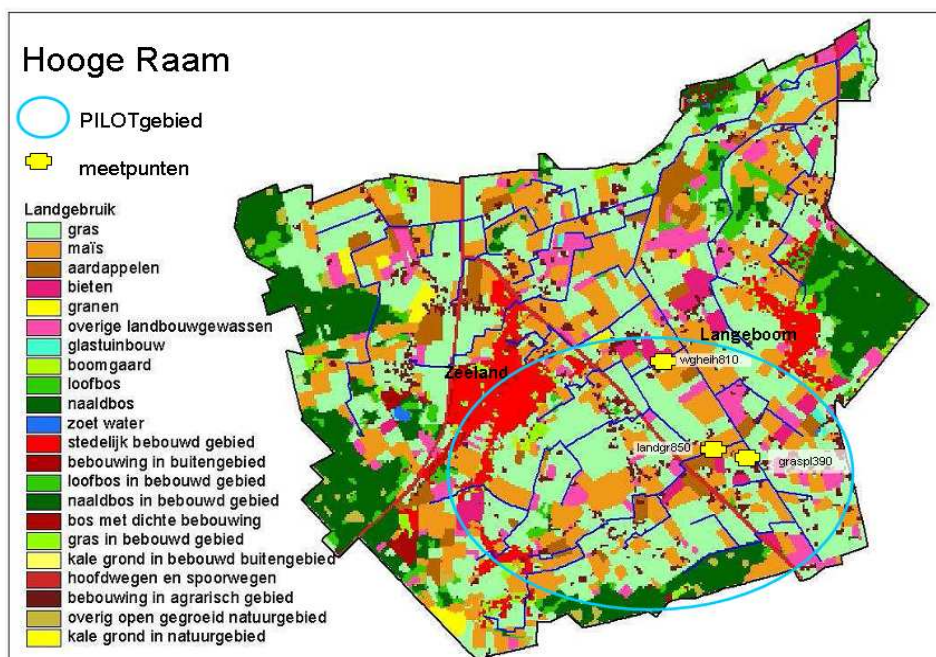 Hooge Raam
PILOTgebied
meetpunten
Landgebruik
gras
maïs
aardappelen
bieten
granen
overige landbouwgewassen
glastuinbouw
boomgaard
loofbos
naaldbos
zoet water
stedelijk bebouwd gebied
bebouwing in buitengebied
loofbos in bebouwd gebied
naaldbos in bebouwd gebied
bos met dichte bebouwing
gras in bebouwd gebied
kale grond in bebouwd buitengebied
hoofdwegen en spoorwegen
bebouwing in agrarisch gebied
overig open gegroeid natuurgebied
kale grond in natuurgebied
Langeboom
wgheih810
Zeeland
landgr850
graspl390